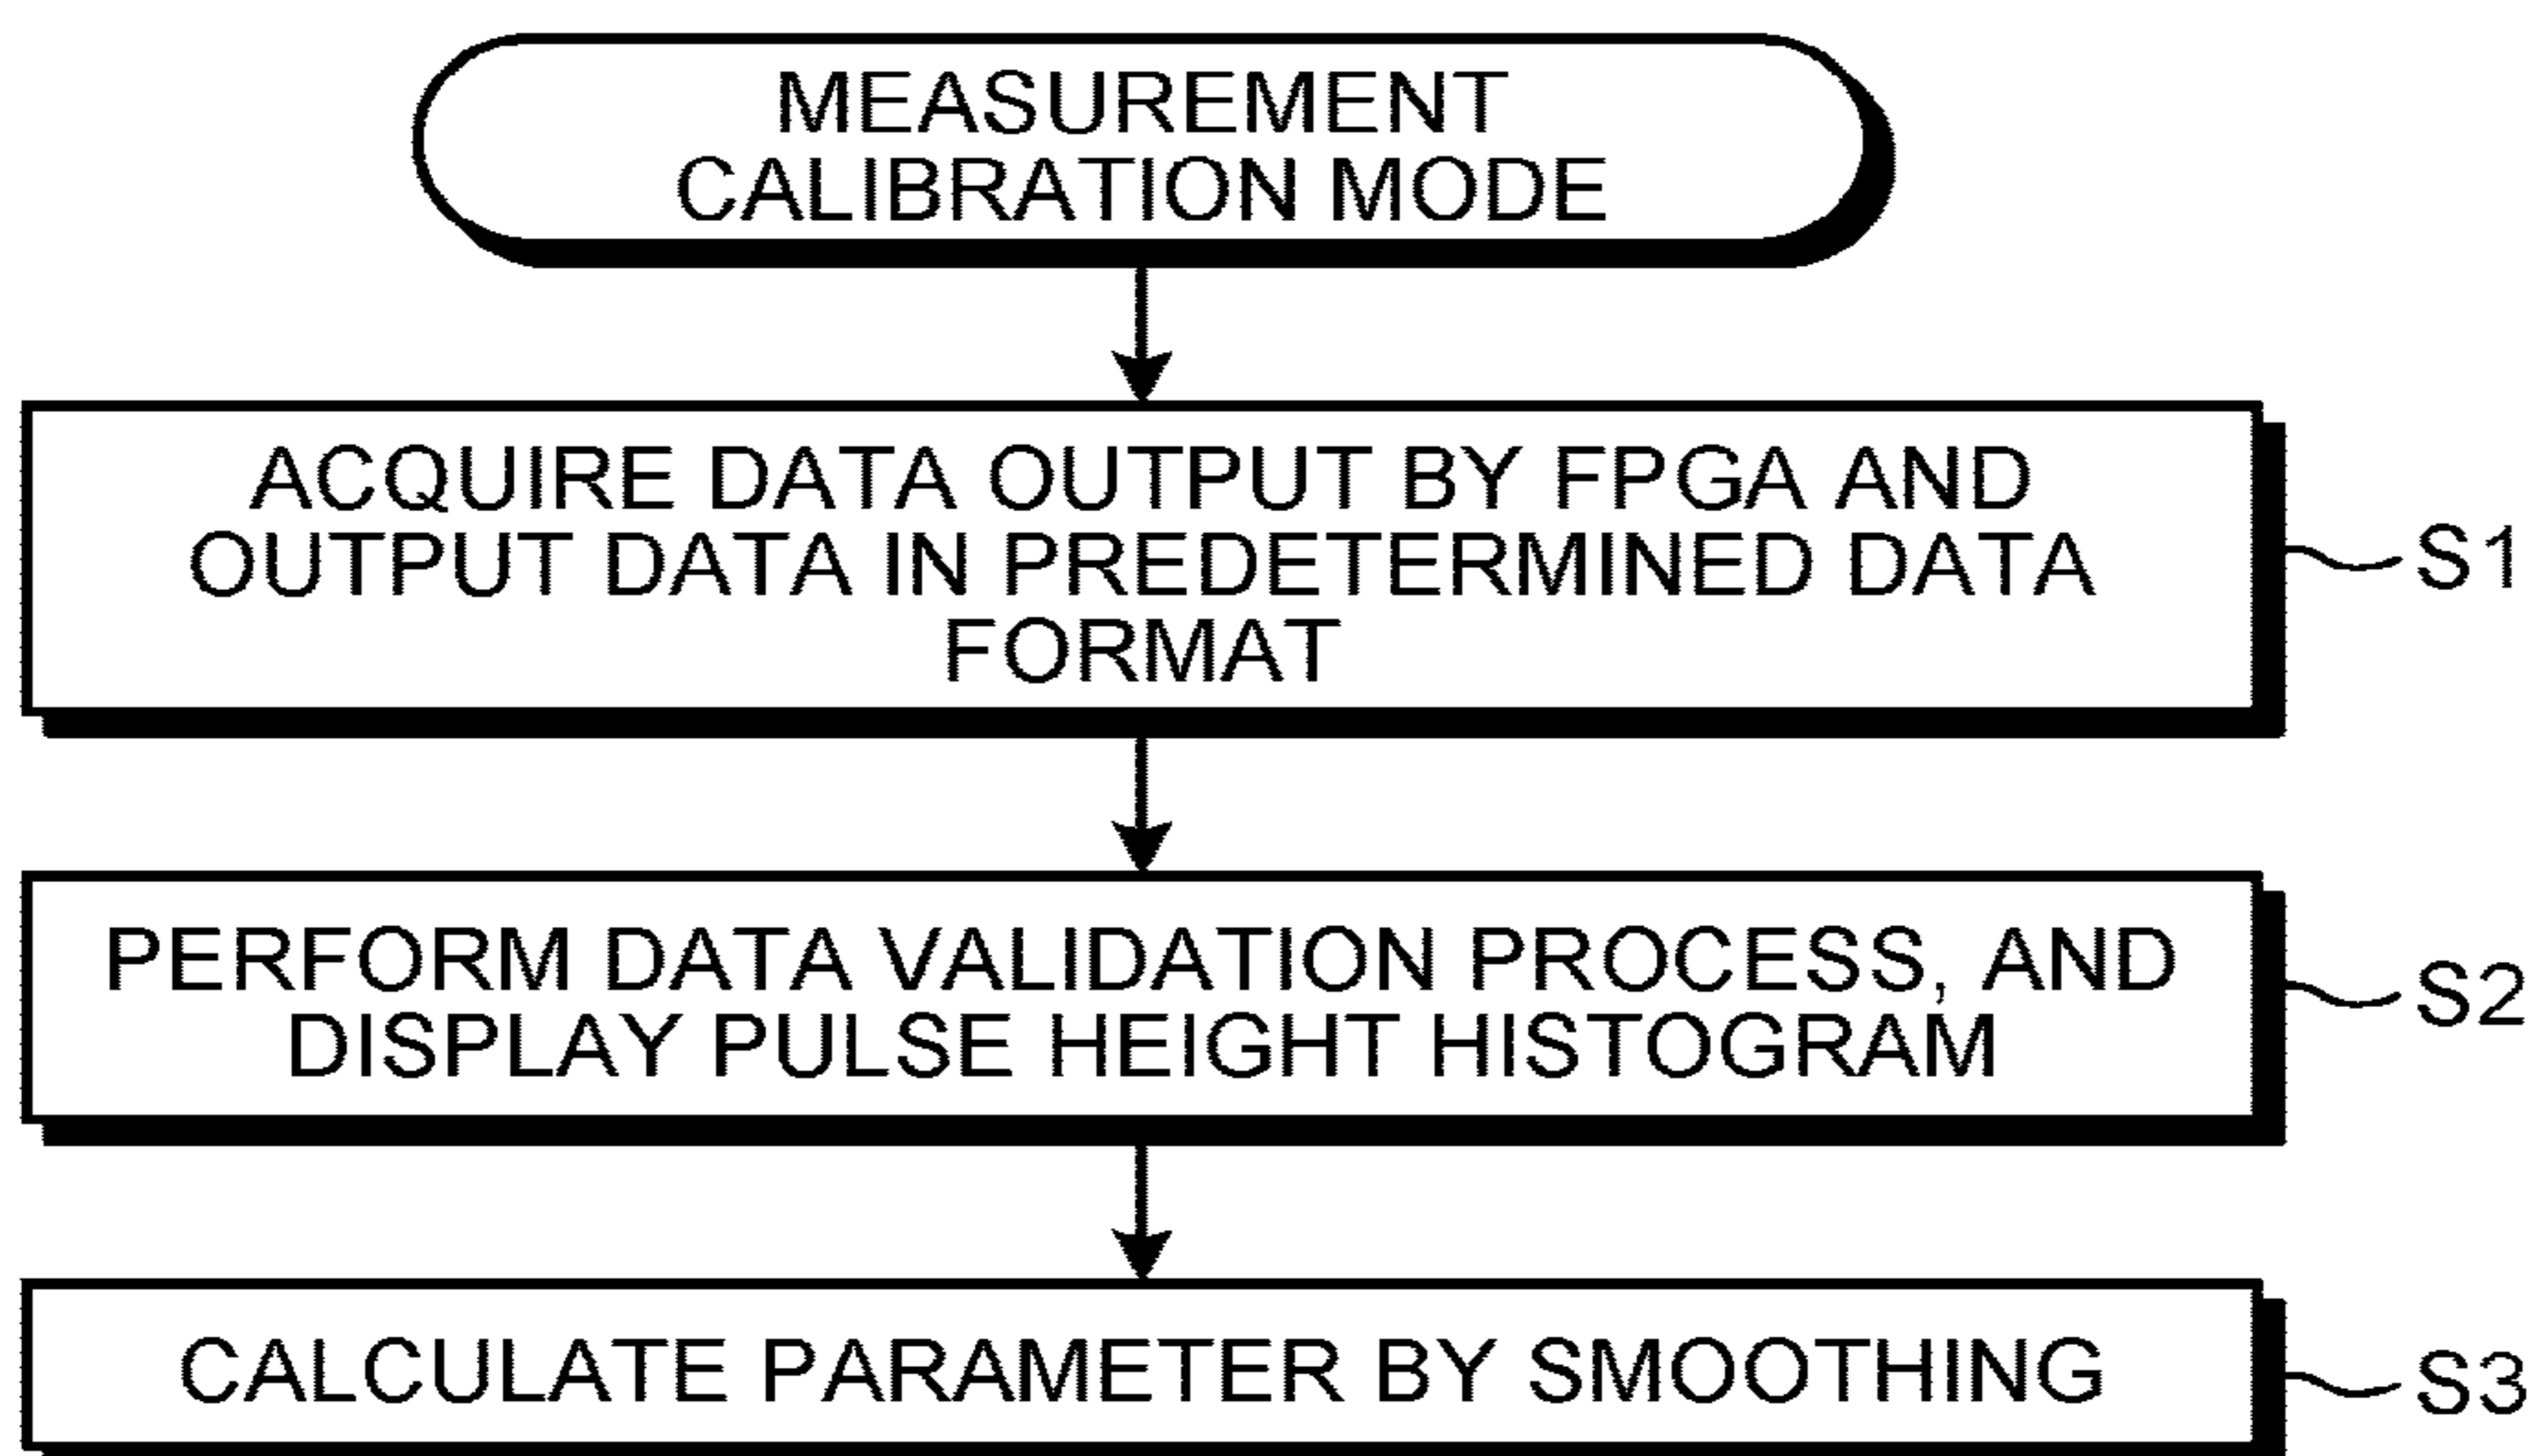 MEASUREMENT
CALIBRATION MODE
ACQUIRE DATA OUTPUT BY FPGA AND
OUTPUT DATA IN PREDETERMINED DATA
FORMAT
S1
PERFORM DATA VALIDATION PROCESS, AND
DISPLAY PULSE HEIGHT HISTOGRAM
S2
CALCULATE PARAMETER BY SMOOTHING
S3